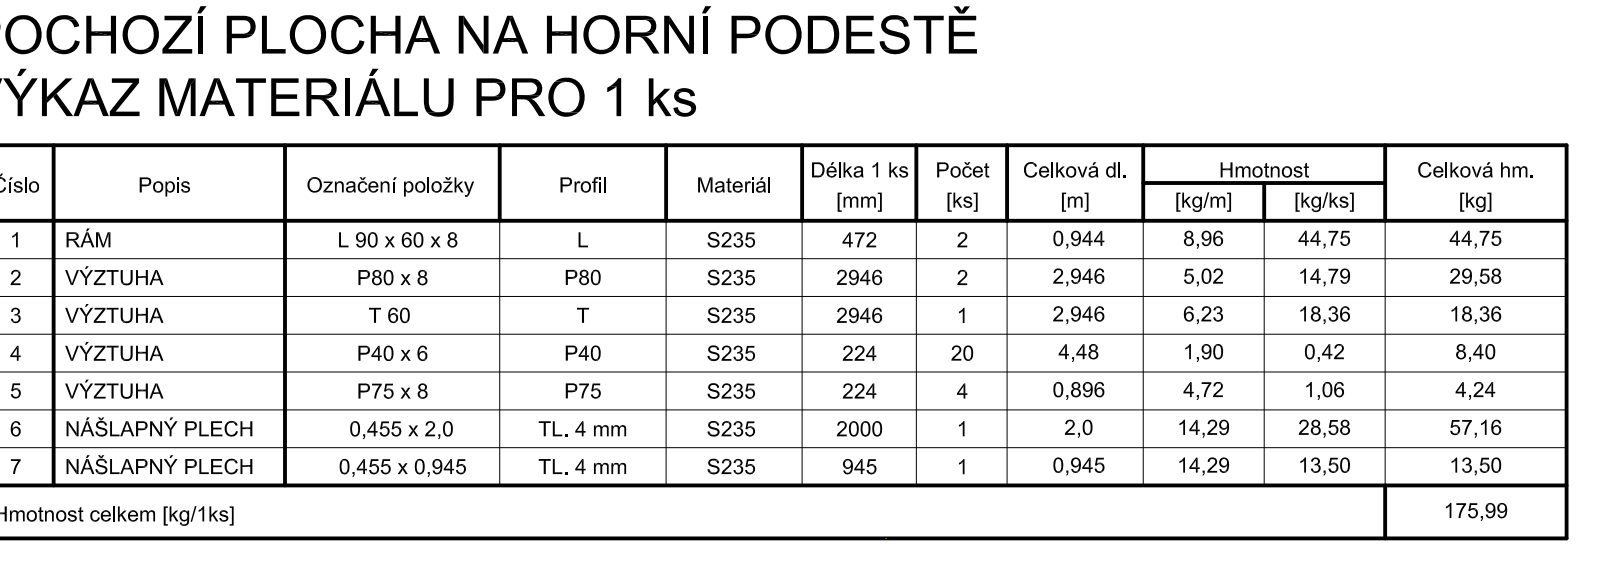 POCHOZÍ PLOCHA NA HORNÍ PODESTĚ
VÝKAZ MATERIÁLU PRO 1 ks
Číslo Popis Označení položky Profil Materiál Délka 1 ks [mm] Počet [ks] Celková dl. [m] Hmotnost [kg/m] [kg/ks] Celková hm. [kg]
1 RÁM L 90 x 60 x 8 L S235 472 2 0,944 8,96 44,75 44,75
2 VÝZTUHA P80 x 8 P80 S235 2946 2 2,946 5,02 14,79 29,58
3 VÝZTUHA T 60 T S235 2946 1 2,946 6,23 18,36 18,36
4 VÝZTUHA P40 x 6 P40 S235 224 20 4,48 1,90 0,42 8,40
5 VÝZTUHA P75 x 8 P75 S235 224 4 0,896 4,72 1,06 4,24
6 NÁŠLAPNÝ PLECH 0,455 x 2,0 TL. 4 mm S235 2000 1 2,0 14,29 28,58 57,16
7 NÁŠLAPNÝ PLECH 0,455 x 0,945 TL. 4 mm S235 945 1 0,945 14,29 13,50 13,50
Hmotnost celkem [kg/1ks] 175,99